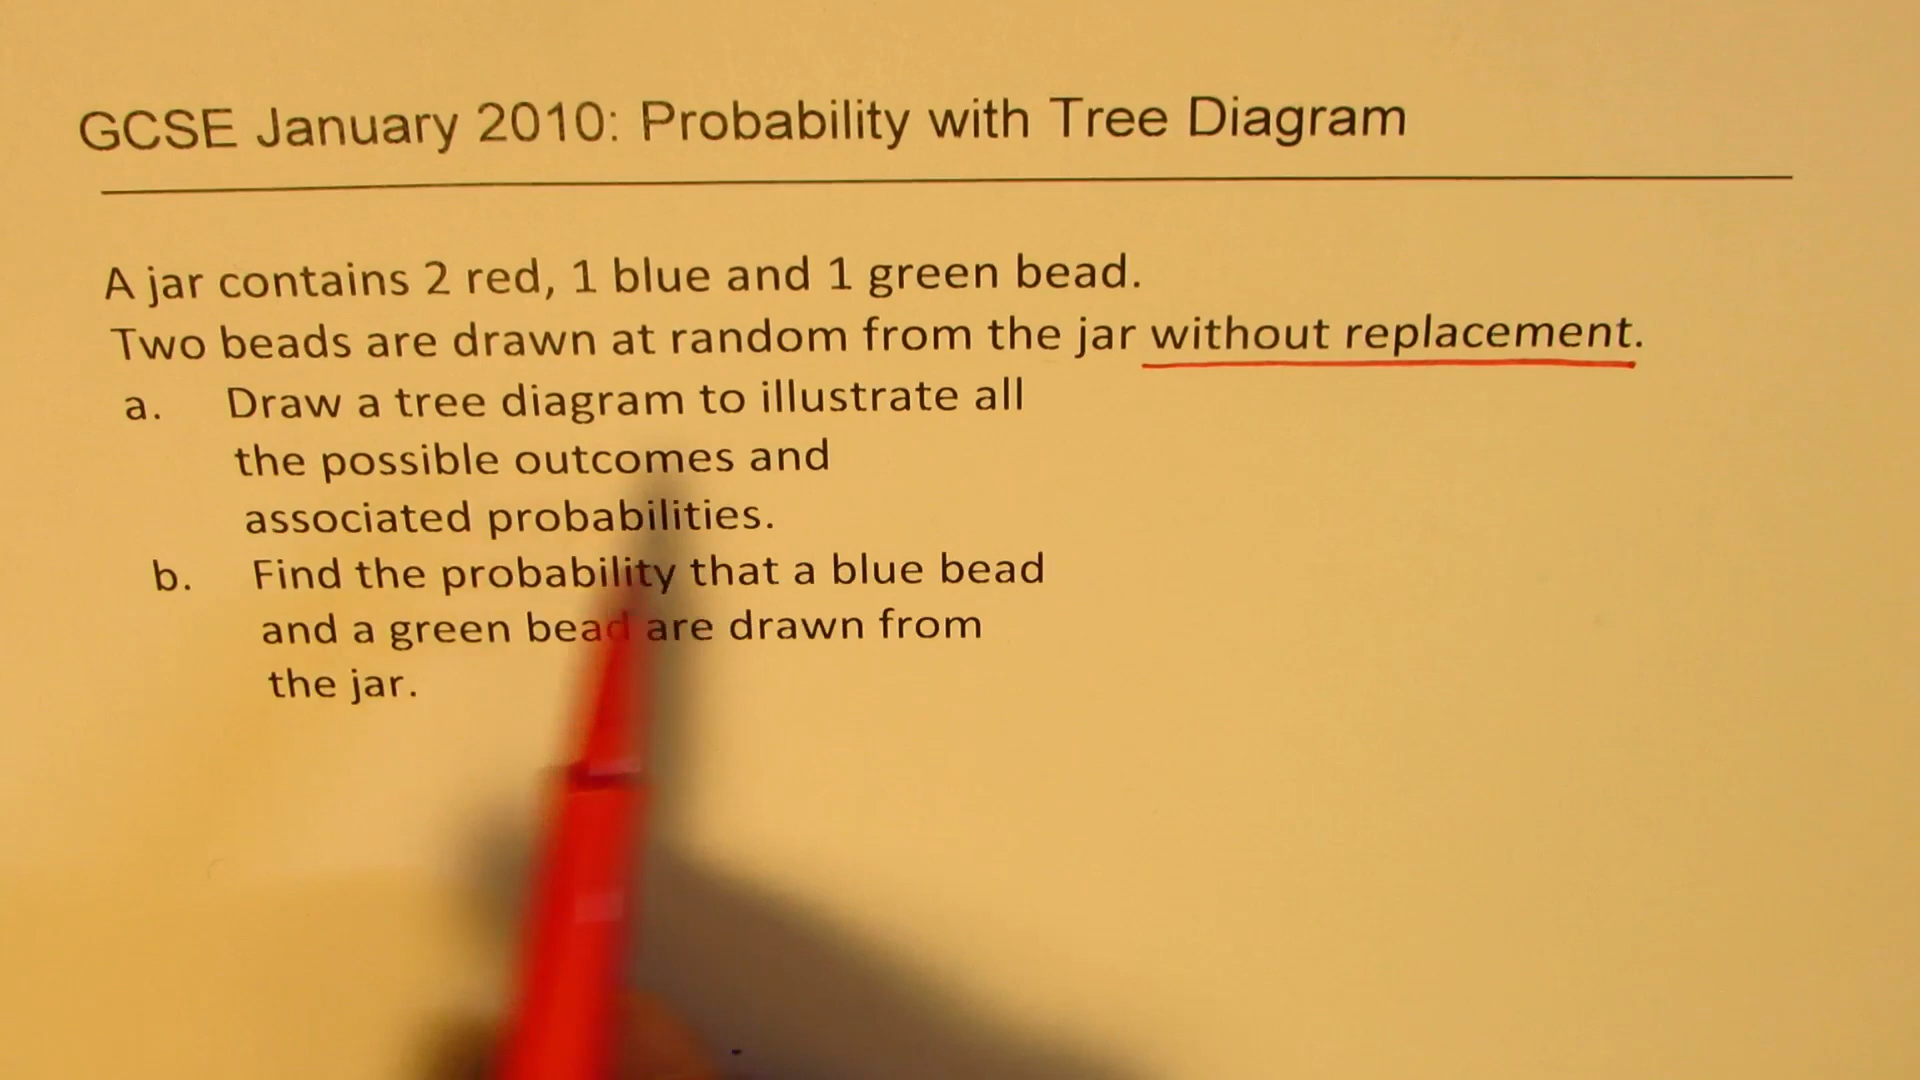 GCSE January 2010: Probability with Tree Diagram
A jar contains 2 red, 1 blue and 1 green bead.
Two beads are drawn at random from the jar without replacement.
a. Draw a tree diagram to illustrate all
the possible outcomes and
associated probabilities.
b. Find the probability that a blue bead
and a green bead are drawn from
the jar.